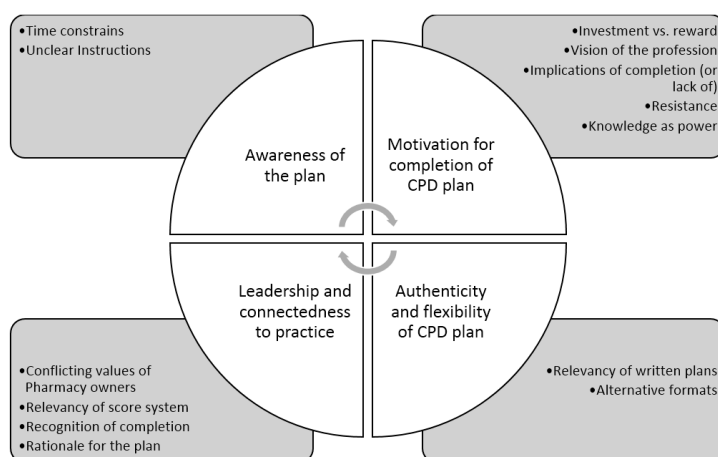 •Time constrains
•Unclear Instructions
•Investment vs. reward
•Vision of the profession
•Implications of completion (or
lack of)
•Resistance
•Knowledge as power
Awareness of
the plan
Motivation for
completion of
CPD plan
Leadership and
connectedness
to practice
Authenticity
and flexibility
of CPD plan
•Conflicting values of
Pharmacy owners
•Relevancy of score system
•Recognition of completion
•Rationale for the plan
•Relevancy of written plans
•Alternative formats